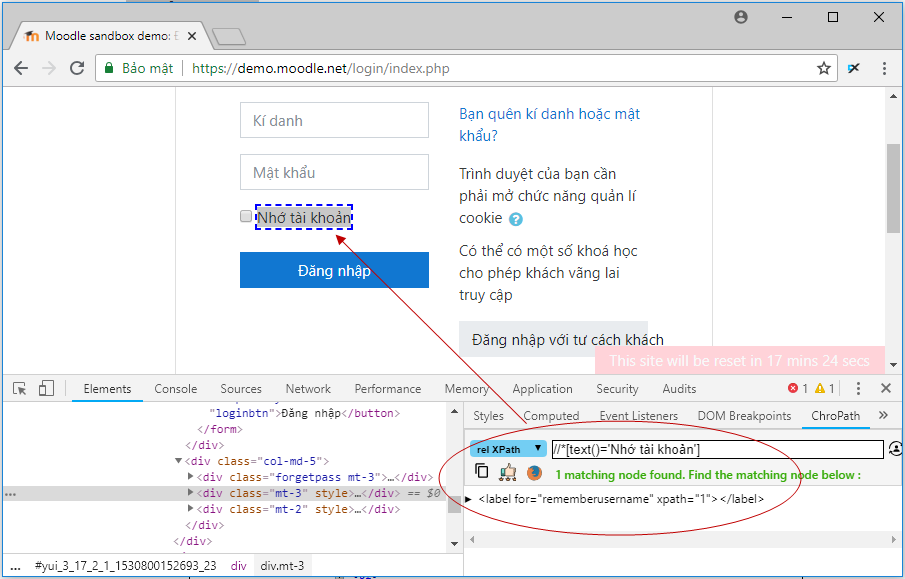 Moodle sandbox demo:
Bảo mật
https://demo.moodle.net/login/index.php
Kí danh
Mật khẩu
Nhớ tài khoản
Đăng nhập
Bạn quên kí danh hoặc mật
khẩu?
Trình duyệt của bạn cần
phải mở chức năng quản lí
cookie ?
Có thể có một số khoá học
cho phép khách vãng lai
truy cập
Đăng nhập với tư cách khách
This site will be reset in 17 mins 24 secs
Elements Console Sources Network Performance Memory Application Security Audits 1 1
"loginbtn">Đăng nhập</button>
</form>
</div>
<div class="col-md-5">
<div class="forgetpass mt-3">…</div>
<div class="mt-3" style>…</div> == $0
<div class="mt-2" style>…</div>
</div>
</div>
... #yui_3_17_2_1_1530800152693_23 div div.mt-3
Styles Computed Event Listeners DOM Breakpoints ChroPath »
rel XPath //*[text()='Nhớ tài khoản']
1 matching node found. Find the matching node below :
<label for="rememberusername" xpath="1"></label>